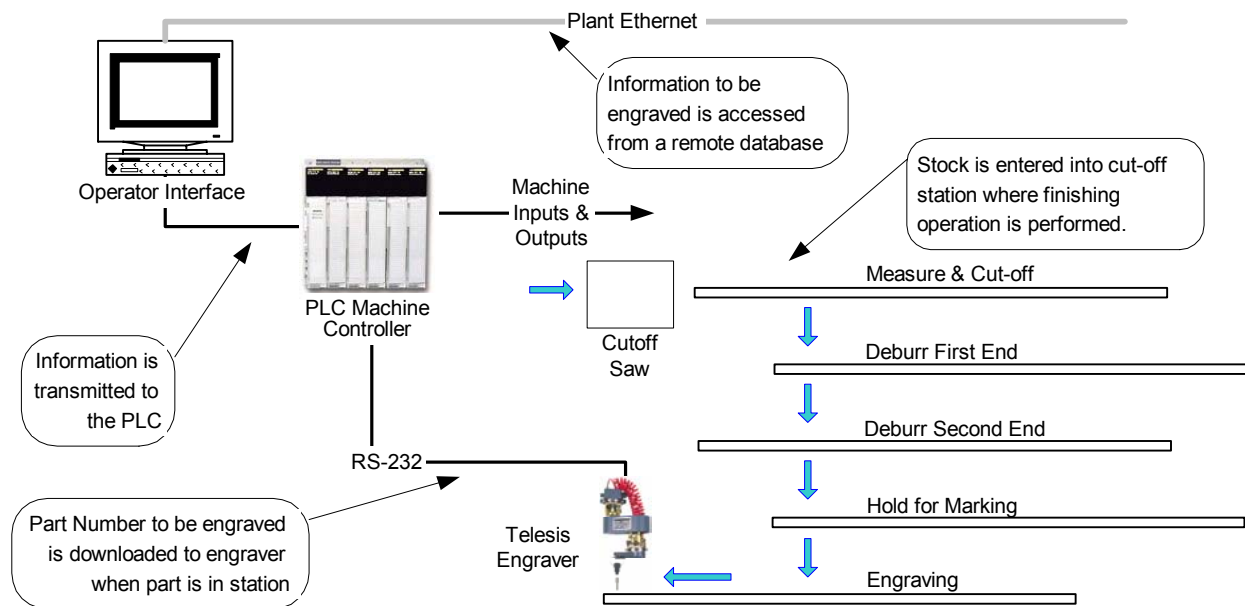 Plant Ethernet
Information to be
engraved is accessed
from a remote database
Operator Interface
Machine
Inputs &
Outputs
Stock is entered into cut-off
station where finishing
operation is performed.
PLC Machine
Controller
Measure & Cut-off
Cutoff
Saw
Deburr First End
Information is
transmitted to
the PLC
Deburr Second End
RS-232
Hold for Marking
Part Number to be engraved
is downloaded to engraver
when part is in station
Telesis
Engraver
Engraving